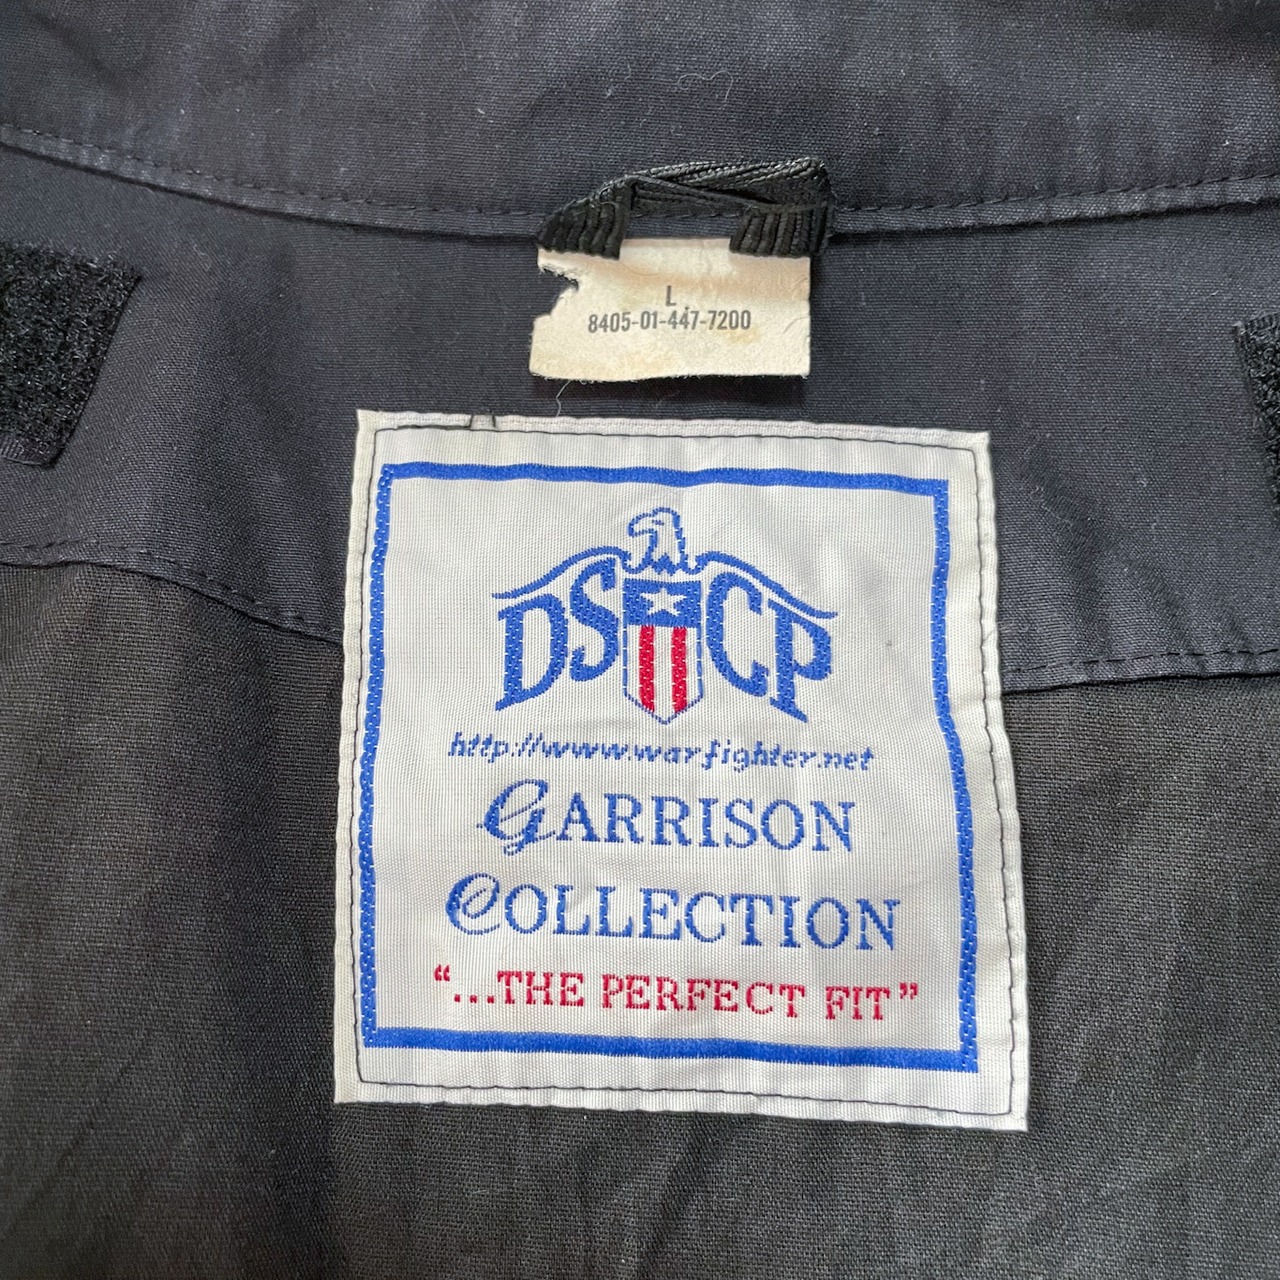 L
8405-01-447-7200
DSCP
http://www.warfighter.net
GARRISON
COLLECTION
“...THE PERFECT FIT”